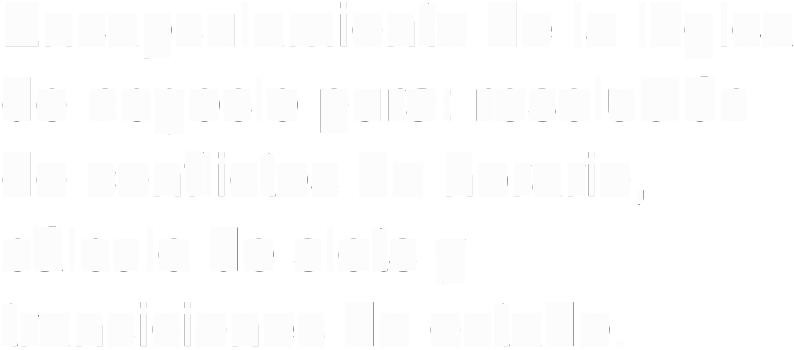 Encapsulamiento de la lógica
de negocio para: resolución
de conflictos de horario,
cálculo de slots y
transiciones de estado.